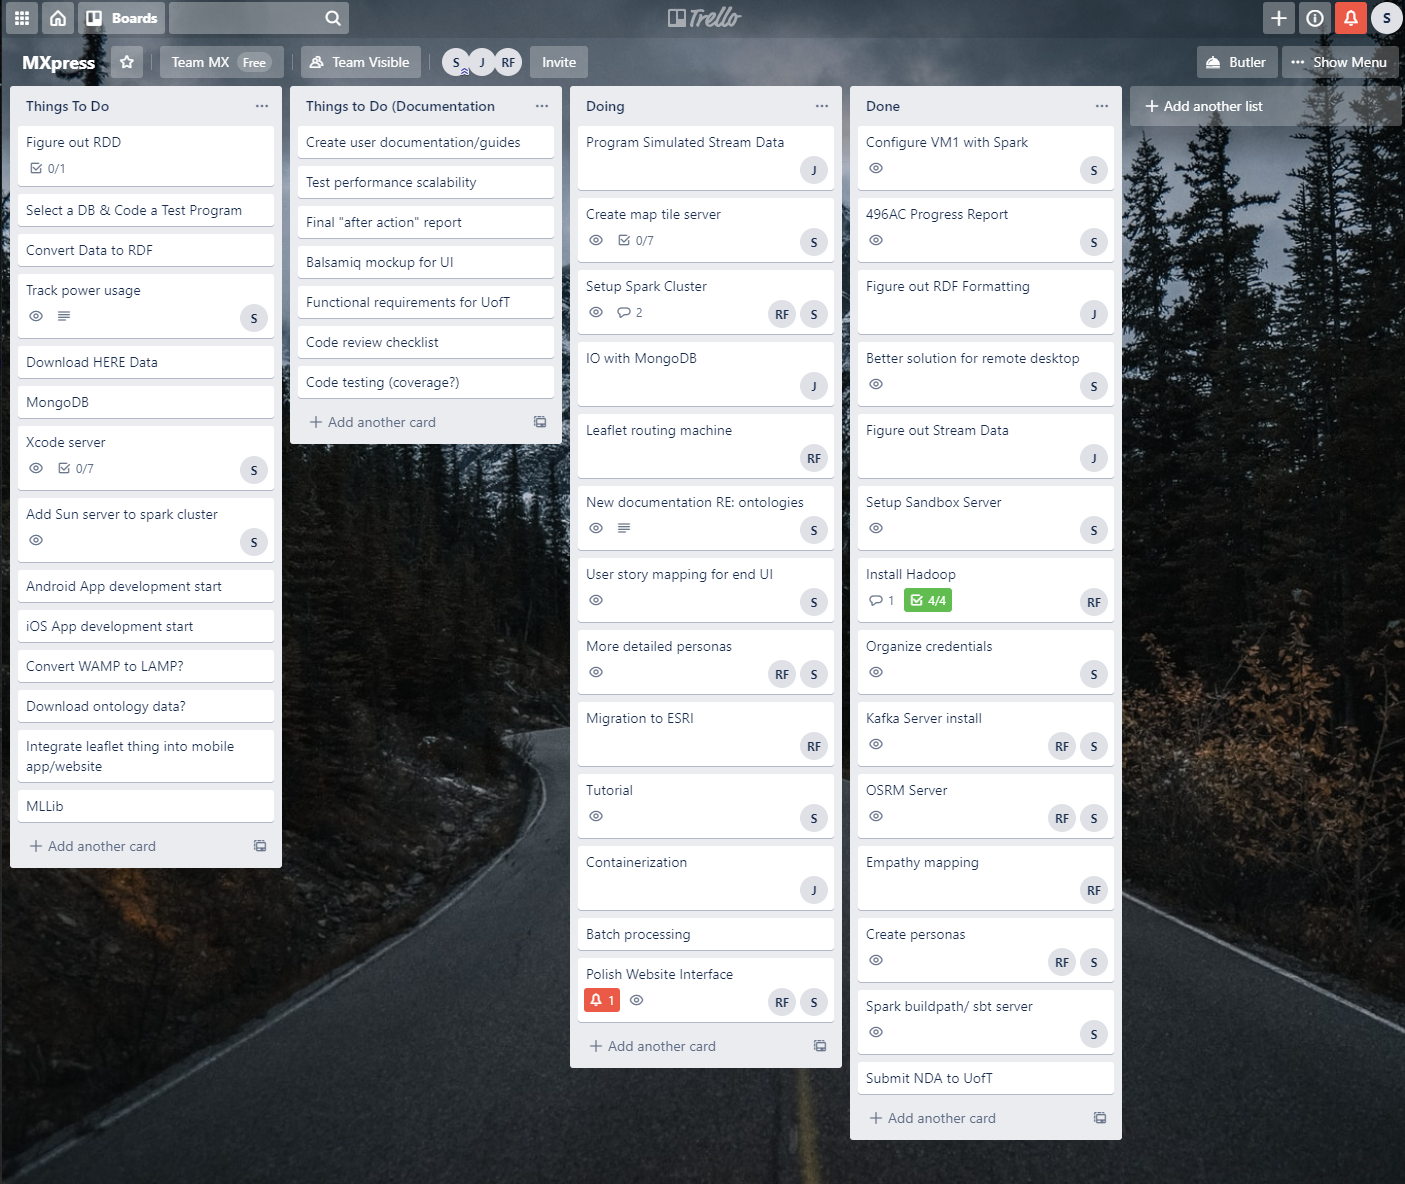 Boards
Trello
S
MXpress
Team MX Free
Team Visible
S J RF
Invite
Butler
Show Menu
Things To Do
Figure out RDD
0/1
Select a DB & Code a Test Program
Convert Data to RDF
Track power usage
S
Download HERE Data
MongoDB
Xcode server
0/7
S
Add Sun server to spark cluster
S
Android App development start
iOS App development start
Convert WAMP to LAMP?
Download ontology data?
Integrate leaflet thing into mobile
app/website
MLLib
Add another card
Things to Do (Documentation
Create user documentation/guides
Test performance scalability
Final "after action" report
Balsamiq mockup for UI
Functional requirements for UofT
Code review checklist
Code testing (coverage?)
Add another card
Doing
Program Simulated Stream Data
J
Create map tile server
0/7
S
Setup Spark Cluster
2
RF S
IO with MongoDB
J
Leaflet routing machine
RF
New documentation RE: ontologies
S
User story mapping for end UI
S
More detailed personas
RF S
Migration to ESRI
RF
Tutorial
S
Containerization
J
Batch processing
Polish Website Interface
1
RF S
Add another card
Done
Configure VM1 with Spark
S
496AC Progress Report
S
Figure out RDF Formatting
J
Better solution for remote desktop
S
Figure out Stream Data
J
Setup Sandbox Server
S
Install Hadoop
1 4/4
RF
Organize credentials
S
Kafka Server install
RF S
OSRM Server
RF S
Empathy mapping
RF
Create personas
RF S
Spark buildpath/ sbt server
S
Submit NDA to UofT
Add another card
Add another list